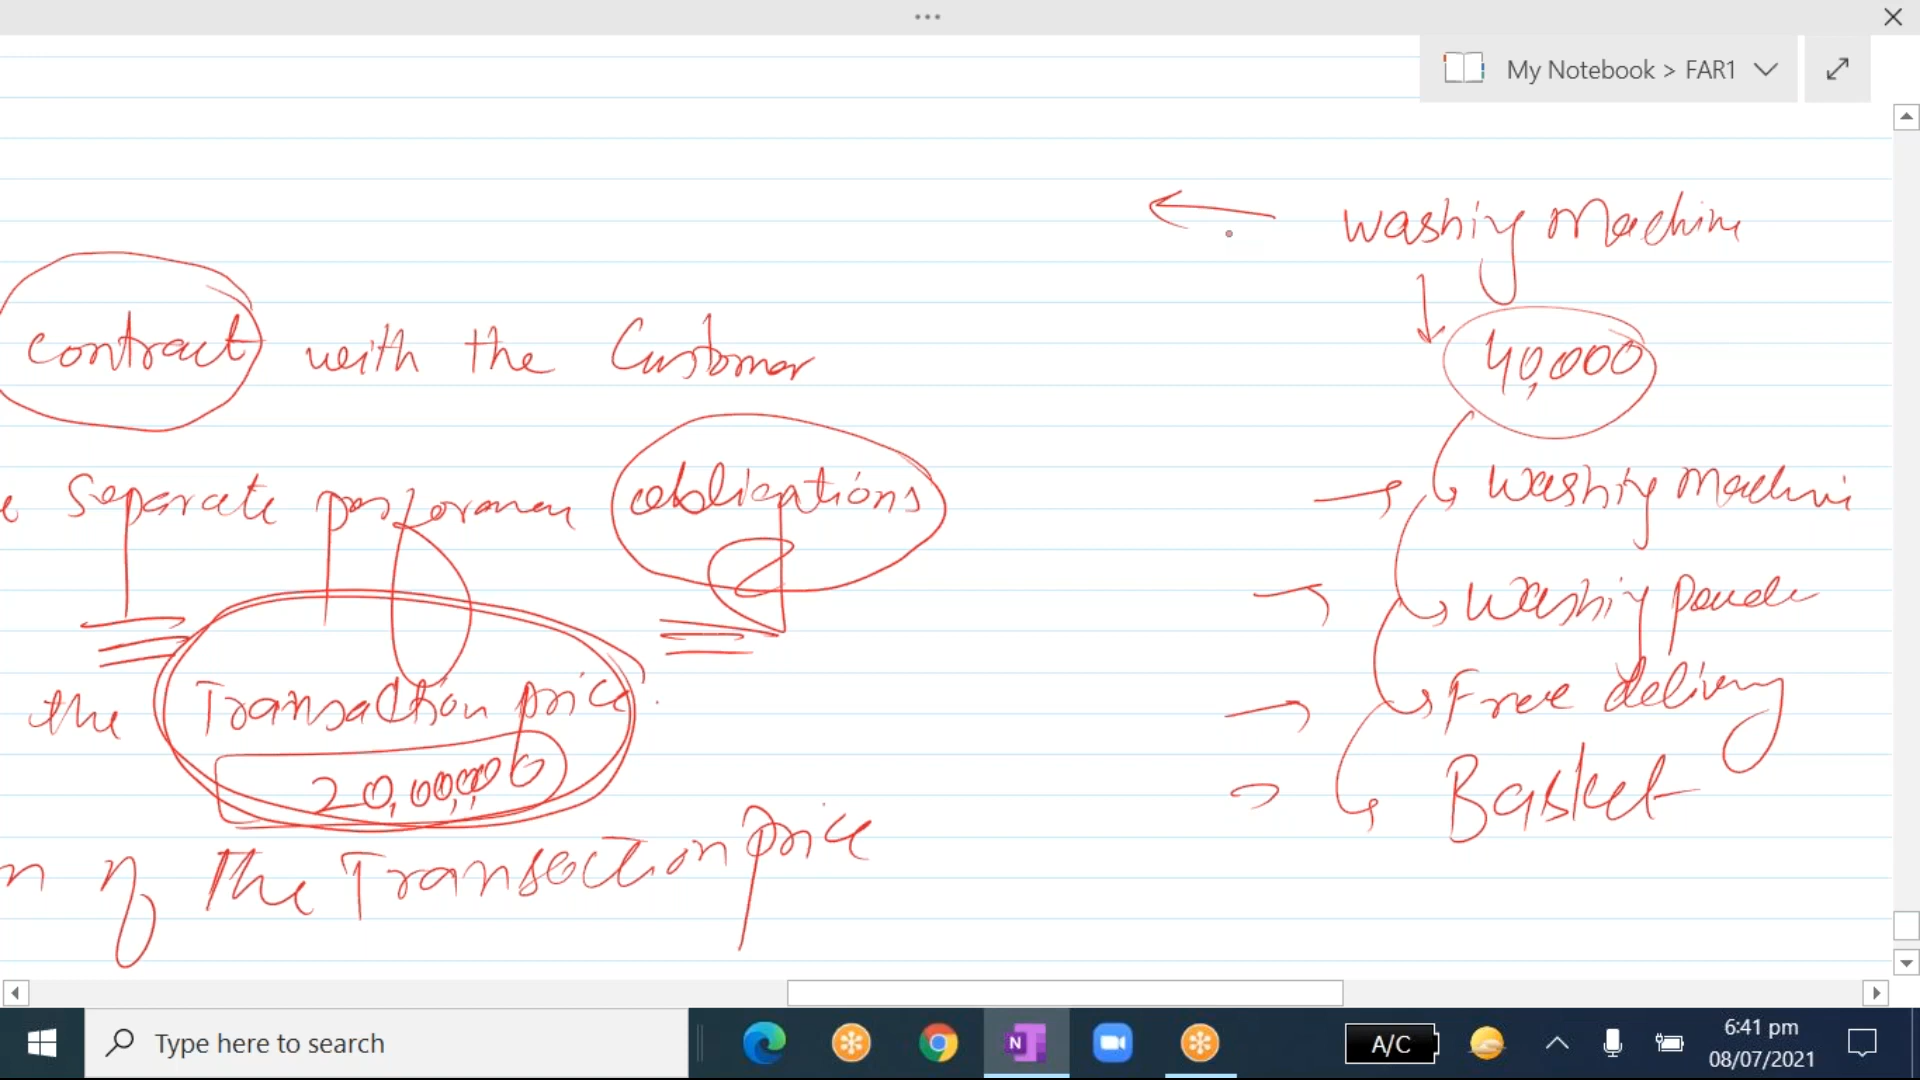 My Notebook > FAR1
Washing Machine
40,000
contract with the Customer
Separate performance obligations
the Transaction price
20,00,000
n of the Transaction price
Washing Machine
Washing Powder
Free delivery
Basket
Type here to search
N
A/C
6:41 pm
08/07/2021